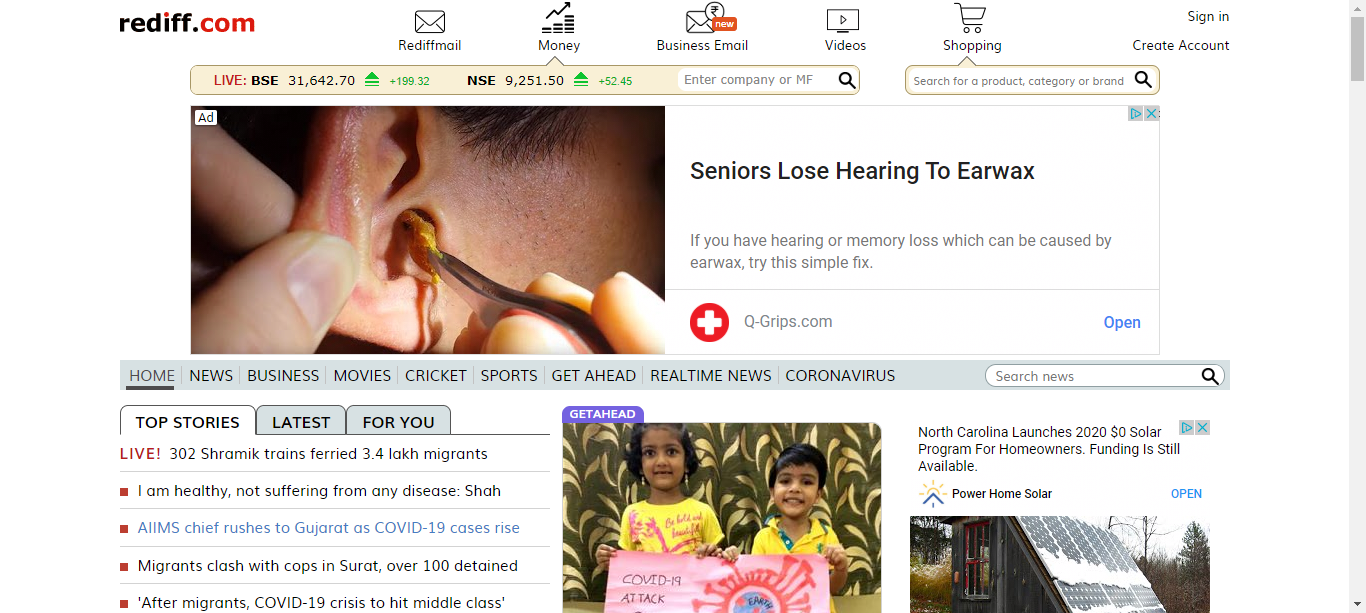 rediff.com
Rediffmail
Money
new
Business Email
Videos
Shopping
Sign in
Create Account
LIVE: BSE 31,642.70 +199.32 NSE 9,251.50 +52.45
Enter company or MF
Search for a product, category or brand
Ad
Seniors Lose Hearing To Earwax
If you have hearing or memory loss which can be caused by
earwax, try this simple fix.
Q-Grips.com
Open
HOME NEWS BUSINESS MOVIES CRICKET SPORTS GET AHEAD REALTIME NEWS CORONAVIRUS
Search news
TOP STORIES LATEST FOR YOU
LIVE! 302 Shramik trains ferried 3.4 lakh migrants
I am healthy, not suffering from any disease: Shah
AIIMS chief rushes to Gujarat as COVID-19 cases rise
Migrants clash with cops in Surat, over 100 detained
'After migrants, COVID-19 crisis to hit middle class'
GETAHEAD
Be bold and
beautiful
COVID-19
ATTACK
EARTH
North Carolina Launches 2020 $0 Solar
Program For Homeowners. Funding Is Still
Available.
Power Home Solar
OPEN